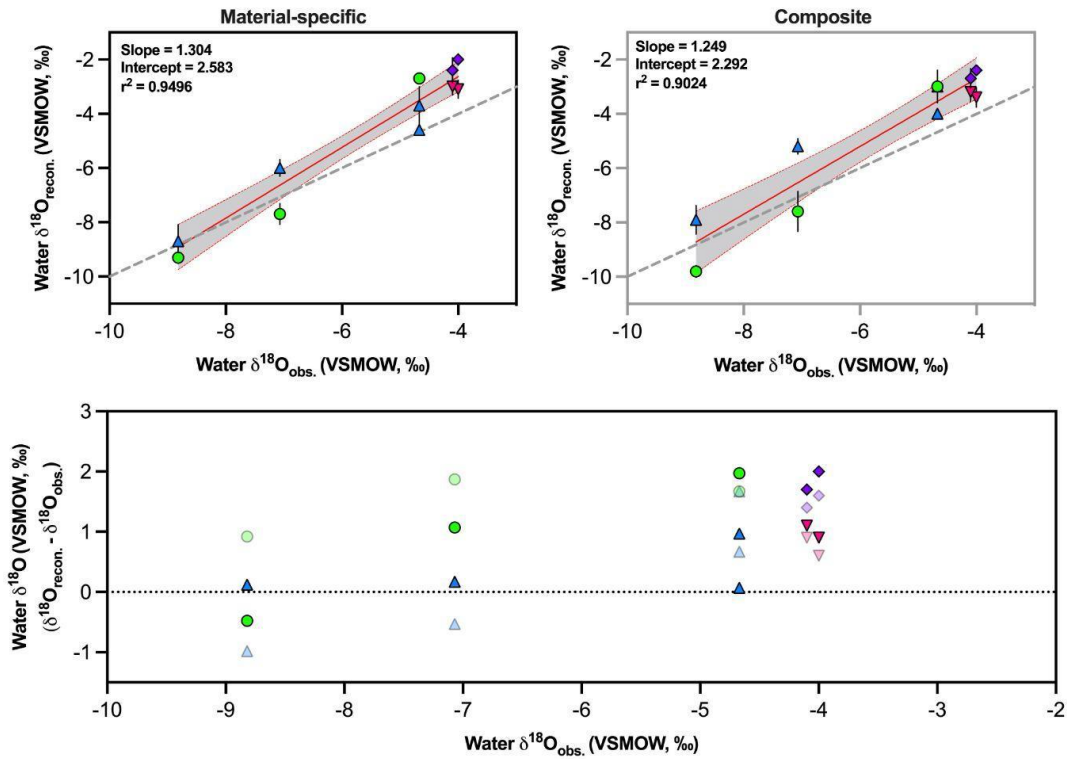 Material-specific
Slope = 1.304
Intercept = 2.583
r² = 0.9496
Water δ¹⁸O_recon. (VSMOW, ‰)
-2
-4
-6
-8
-10
-10 -8 -6 -4
Water δ¹⁸O_obs. (VSMOW, ‰)
Composite
Slope = 1.249
Intercept = 2.292
r² = 0.9024
Water δ¹⁸O_recon. (VSMOW, ‰)
-2
-4
-6
-8
-10
-10 -8 -6 -4
Water δ¹⁸O_obs. (VSMOW, ‰)
Water δ¹⁸O (VSMOW, ‰)
(δ¹⁸O_recon. - δ¹⁸O_obs.)
3
2
1
0
-1
-10 -9 -8 -7 -6 -5 -4 -3 -2
Water δ¹⁸O_obs. (VSMOW, ‰)